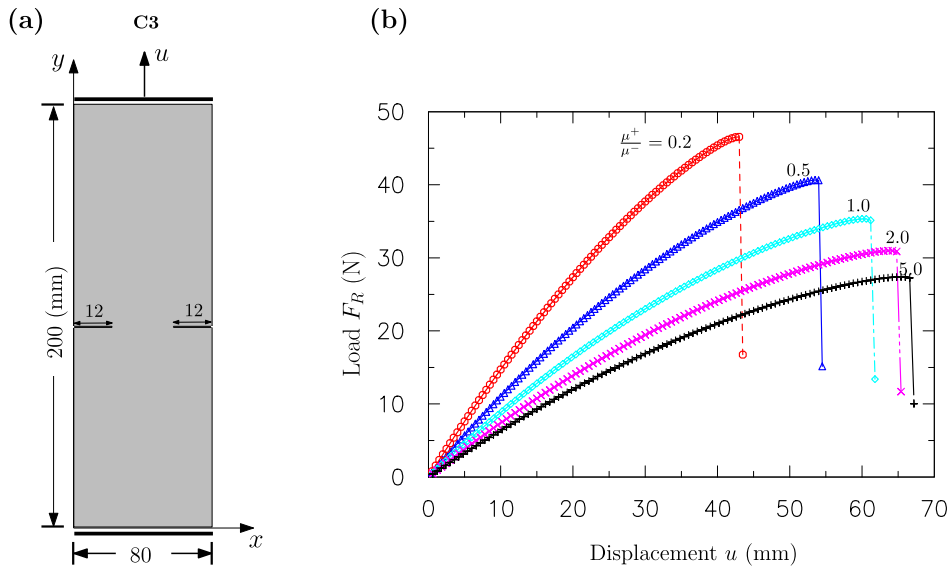 (a)
C3
y
u
200 (mm)
12
12
x
80
(b)
50
40
30
20
10
0
Load F_R (N)
μ⁺/μ⁻ = 0.2
0.5
1.0
2.0
5.0
0 10 20 30 40 50 60 70
Displacement u (mm)